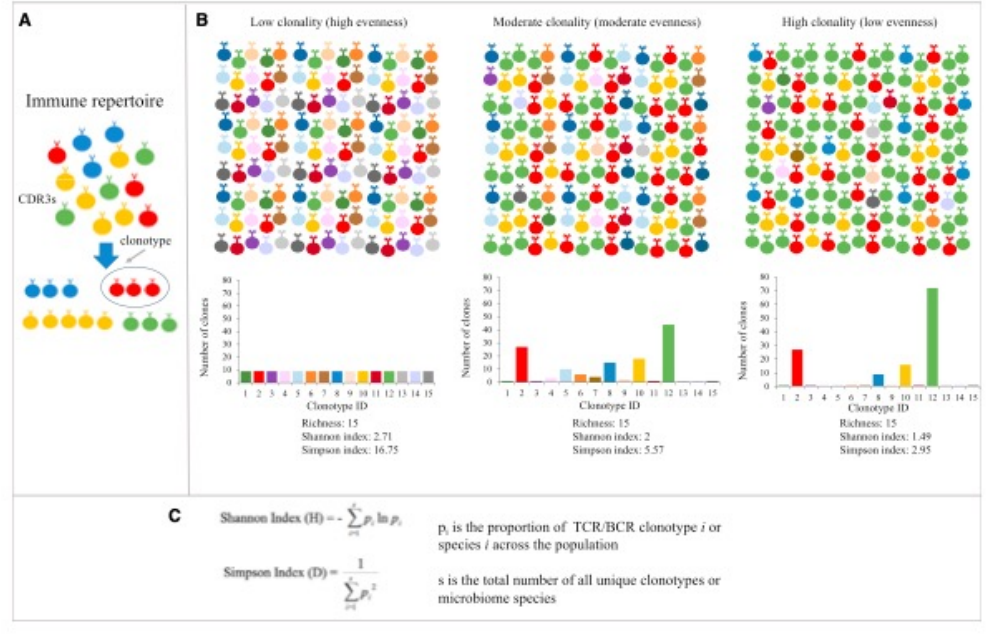 A
Immune repertoire
CDR3s
clonotype
B
Low clonality (high evenness)
Moderate clonality (moderate evenness)
High clonality (low evenness)
Number of clones
80
70
60
50
40
30
20
10
0
1 2 3 4 5 6 7 8 9 10 11 12 13 14 15
Clonotype ID
Richness: 15
Shannon index: 2.71
Simpson index: 16.75
Number of clones
80
70
60
50
40
30
20
10
0
1 2 3 4 5 6 7 8 9 10 11 12 13 14 15
Clonotype ID
Richness: 15
Shannon index: 2
Simpson index: 5.57
Number of clones
80
70
60
50
40
30
20
10
0
1 2 3 4 5 6 7 8 9 10 11 12 13 14 15
Clonotype ID
Richness: 15
Shannon index: 1.49
Simpson index: 2.95
C
Shannon Index (H) = - ∑ pᵢ ln pᵢ
Simpson Index (D) = 1 / ∑ pᵢ²
pᵢ is the proportion of TCR/BCR clonotype i or
species i across the population
s is the total number of all unique clonotypes or
microbiome species